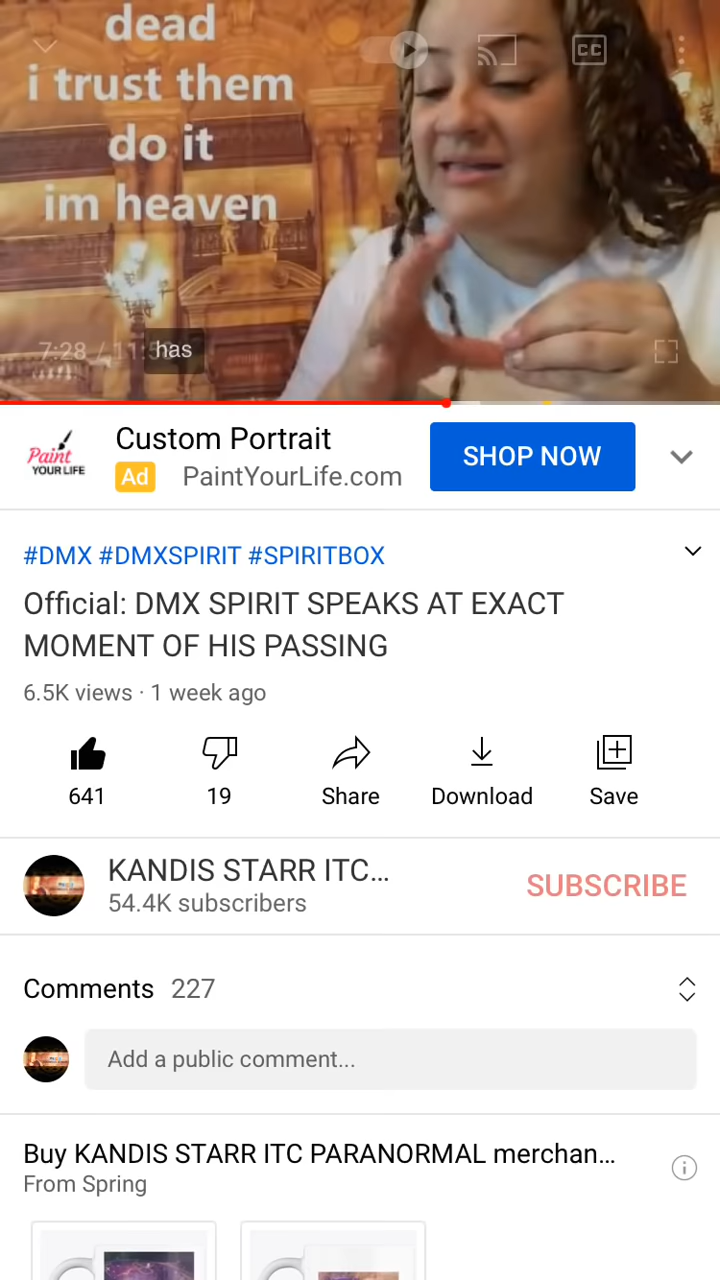 dead
i trust them
do it
im heaven
CC
has
Paint
YOUR LIFE
Custom Portrait
SHOP NOW
Ad PaintYourLife.com
#DMX #DMXSPIRIT #SPIRITBOX
Official: DMX SPIRIT SPEAKS AT EXACT
MOMENT OF HIS PASSING
6.5K views · 1 week ago
641 19 Share Download Save
KANDIS STARR ITC...
54.4K subscribers
SUBSCRIBE
Comments 227
Add a public comment...
Buy KANDIS STARR ITC PARANORMAL merchan...
From Spring